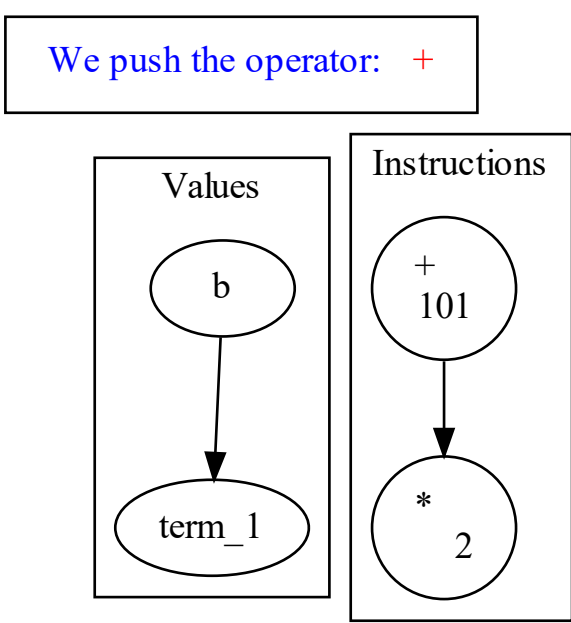 We push the operator: +
Values
b
term_1
Instructions
+
101
*
2